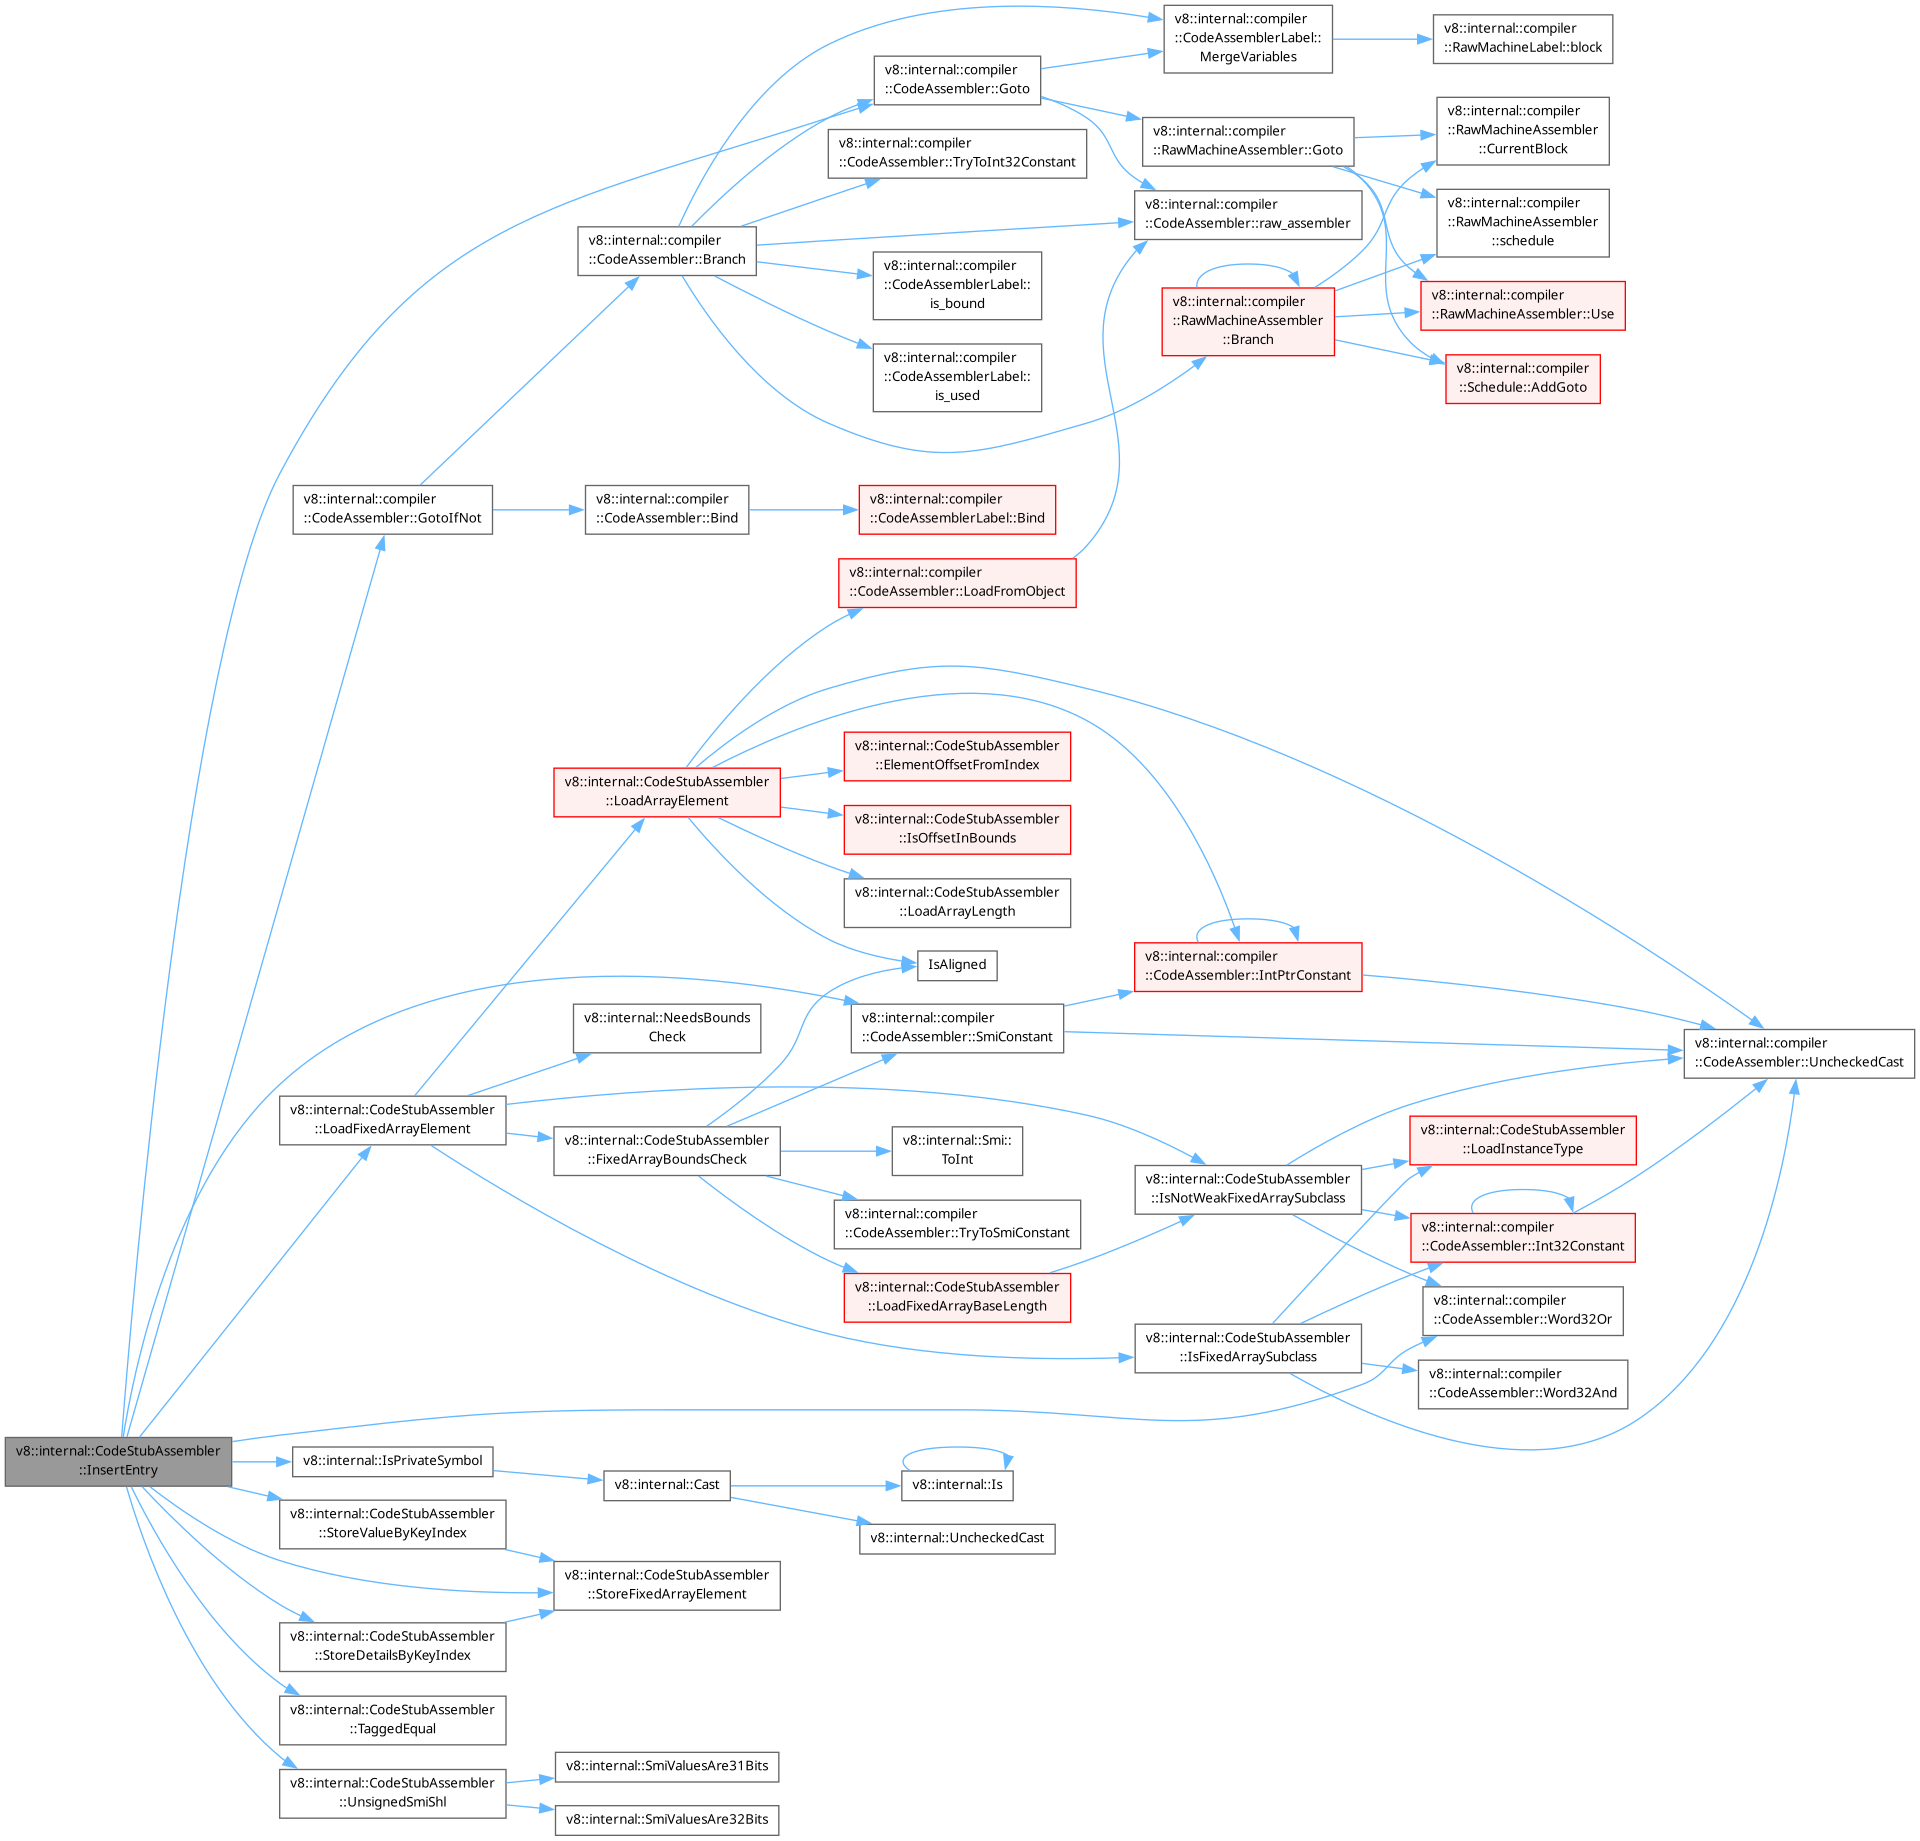 v8::internal::compiler
::CodeAssemblerLabel::
MergeVariables
v8::internal::compiler
::RawMachineLabel::block
v8::internal::compiler
::CodeAssembler::Goto
v8::internal::compiler
::RawMachineAssembler
::CurrentBlock
v8::internal::compiler
::RawMachineAssembler::Goto
v8::internal::compiler
::CodeAssembler::TryToInt32Constant
v8::internal::compiler
::CodeAssembler::raw_assembler
v8::internal::compiler
::RawMachineAssembler
::schedule
v8::internal::compiler
::CodeAssembler::Branch
v8::internal::compiler
::CodeAssemblerLabel::
is_bound
v8::internal::compiler
::RawMachineAssembler
::Branch
v8::internal::compiler
::RawMachineAssembler::Use
v8::internal::compiler
::CodeAssemblerLabel::
is_used
v8::internal::compiler
::Schedule::AddGoto
v8::internal::compiler
::CodeAssembler::GotoIfNot
v8::internal::compiler
::CodeAssembler::Bind
v8::internal::compiler
::CodeAssemblerLabel::Bind
v8::internal::compiler
::CodeAssembler::LoadFromObject
v8::internal::CodeStubAssembler
::ElementOffsetFromIndex
v8::internal::CodeStubAssembler
::LoadArrayElement
v8::internal::CodeStubAssembler
::IsOffsetInBounds
v8::internal::CodeStubAssembler
::LoadArrayLength
IsAligned
v8::internal::compiler
::CodeAssembler::IntPtrConstant
v8::internal::NeedsBounds
Check
v8::internal::compiler
::CodeAssembler::SmiConstant
v8::internal::compiler
::CodeAssembler::UncheckedCast
v8::internal::CodeStubAssembler
::LoadFixedArrayElement
v8::internal::CodeStubAssembler
::FixedArrayBoundsCheck
v8::internal::Smi::
ToInt
v8::internal::CodeStubAssembler
::LoadInstanceType
v8::internal::CodeStubAssembler
::IsNotWeakFixedArraySubclass
v8::internal::compiler
::CodeAssembler::TryToSmiConstant
v8::internal::compiler
::CodeAssembler::Int32Constant
v8::internal::CodeStubAssembler
::LoadFixedArrayBaseLength
v8::internal::compiler
::CodeAssembler::Word32Or
v8::internal::CodeStubAssembler
::IsFixedArraySubclass
v8::internal::compiler
::CodeAssembler::Word32And
v8::internal::CodeStubAssembler
::InsertEntry
v8::internal::IsPrivateSymbol
v8::internal::Cast
v8::internal::Is
v8::internal::CodeStubAssembler
::StoreValueByKeyIndex
v8::internal::UncheckedCast
v8::internal::CodeStubAssembler
::StoreFixedArrayElement
v8::internal::CodeStubAssembler
::StoreDetailsByKeyIndex
v8::internal::CodeStubAssembler
::TaggedEqual
v8::internal::SmiValuesAre31Bits
v8::internal::CodeStubAssembler
::UnsignedSmiShl
v8::internal::SmiValuesAre32Bits